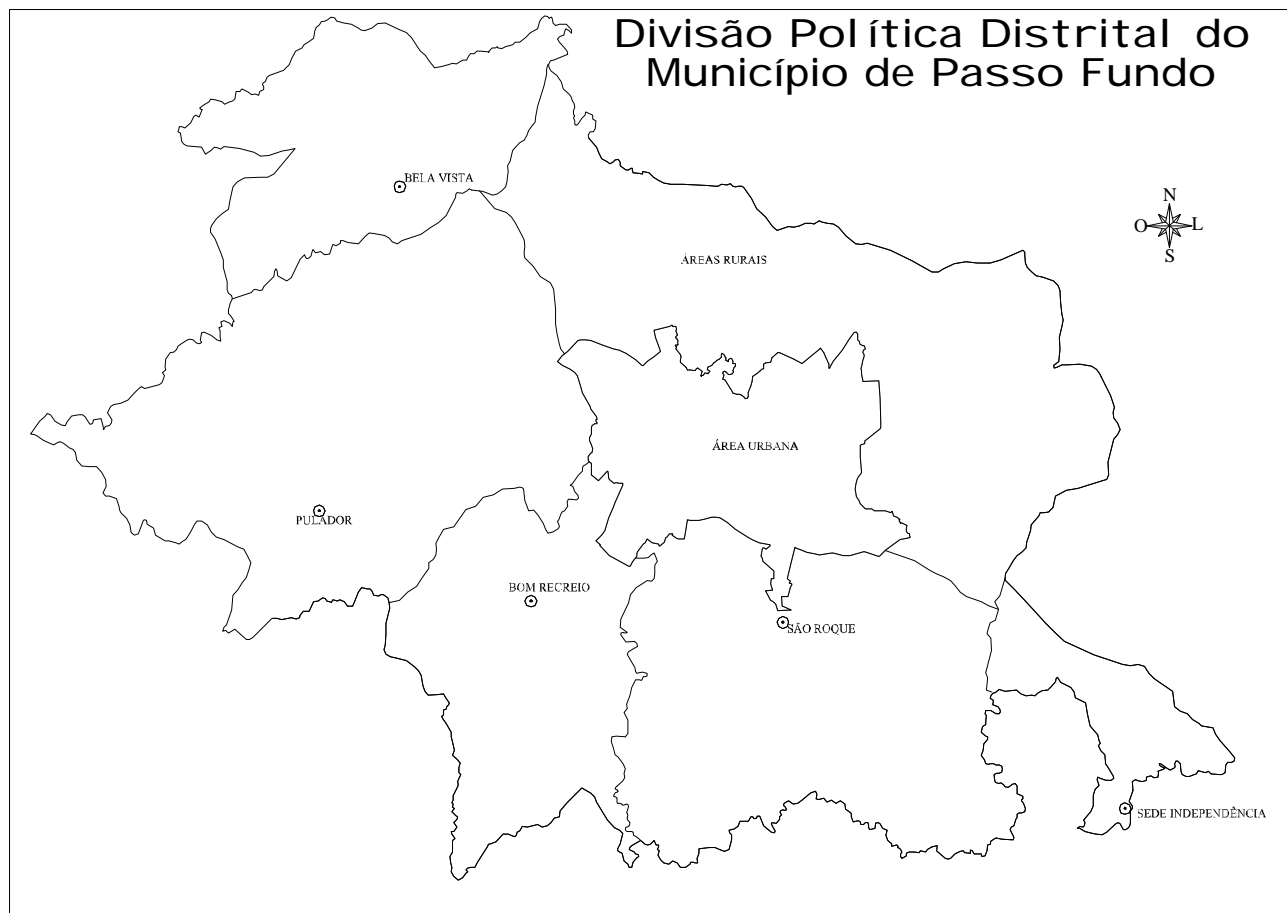 Divisão Política Distrital do
Município de Passo Fundo
BELA VISTA
N
O L
S
ÁREAS RURAIS
ÁREA URBANA
PULADOR
BOM RECREIO
SÃO ROQUE
SEDE INDEPENDÊNCIA